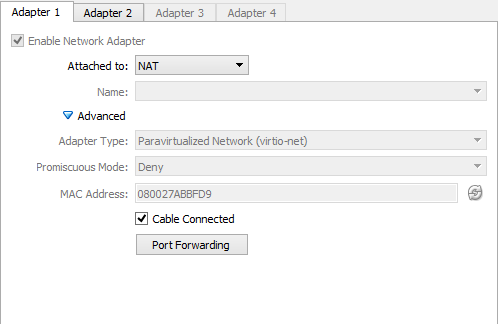 Adapter 1 Adapter 2 Adapter 3 Adapter 4
Enable Network Adapter
Attached to: NAT
Name:
Advanced
Adapter Type: Paravirtualized Network (virtio-net)
Promiscuous Mode: Deny
MAC Address: 080027ABBFD9
Cable Connected
Port Forwarding